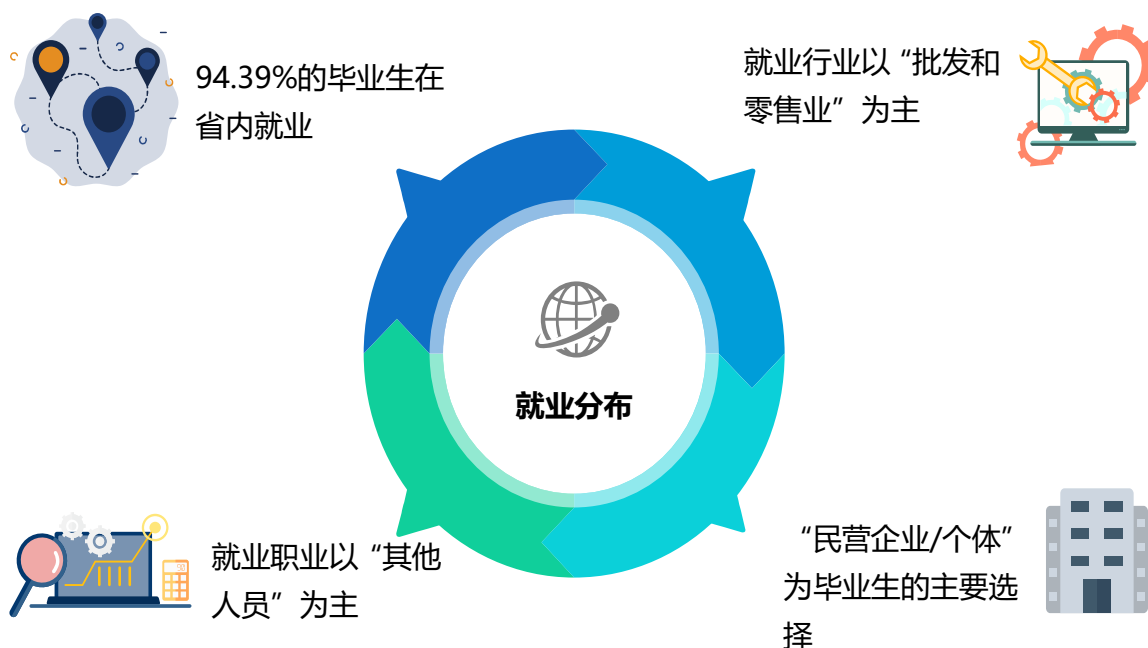 94.39%的毕业生在
省内就业
就业行业以“批发和
零售业”为主
就业分布
就业职业以“其他
人员”为主
“民营企业/个体”
为毕业生的主要选
择